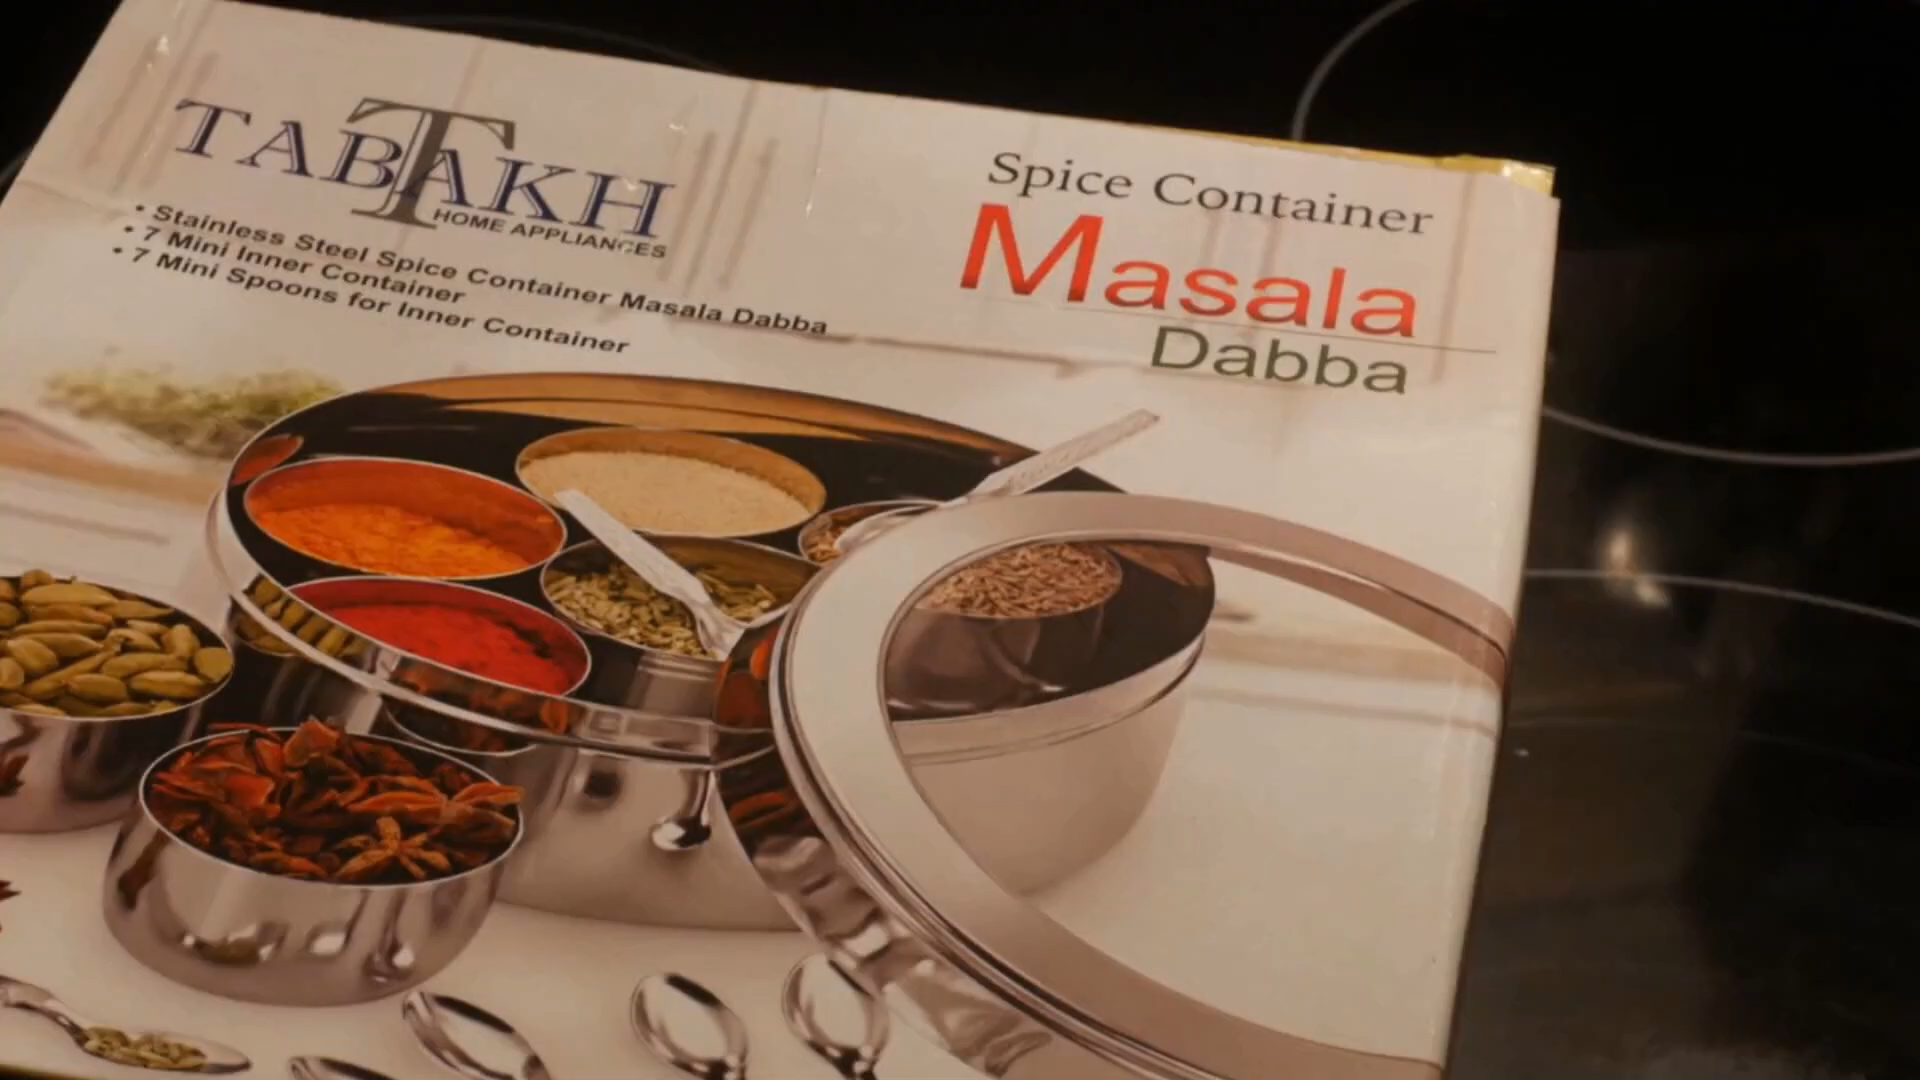 TABAKH
HOME APPLIANCES
• Stainless Steel Spice Container Masala Dabba
• 7 Mini Inner Container
• 7 Mini Spoons for Inner Container
Spice Container
Masala
Dabba